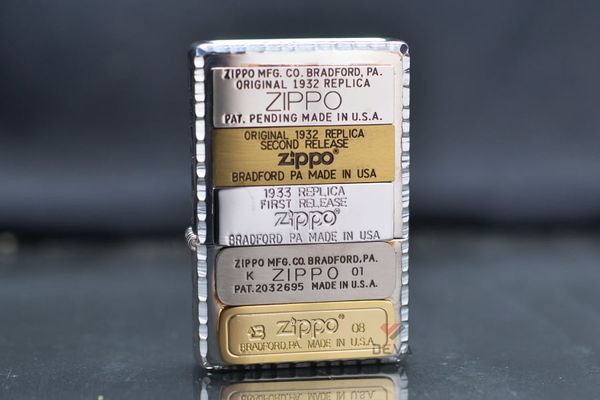 ZIPPO MFG. CO. BRADFORD, PA.
ORIGINAL 1932 REPLICA
ZIPPO
PAT. PENDING MADE IN U.S.A.
ORIGINAL 1932 REPLICA
SECOND RELEASE
Zippo®
BRADFORD PA MADE IN USA
1933 REPLICA
FIRST RELEASE
Zippo®
BRADFORD PA MADE IN USA
ZIPPO MFG. CO. BRADFORD, PA.
K ZIPPO 01
PAT. 2032695 MADE IN U.S.A.
Zippo® 08
BRADFORD, PA. MADE IN U.S.A.